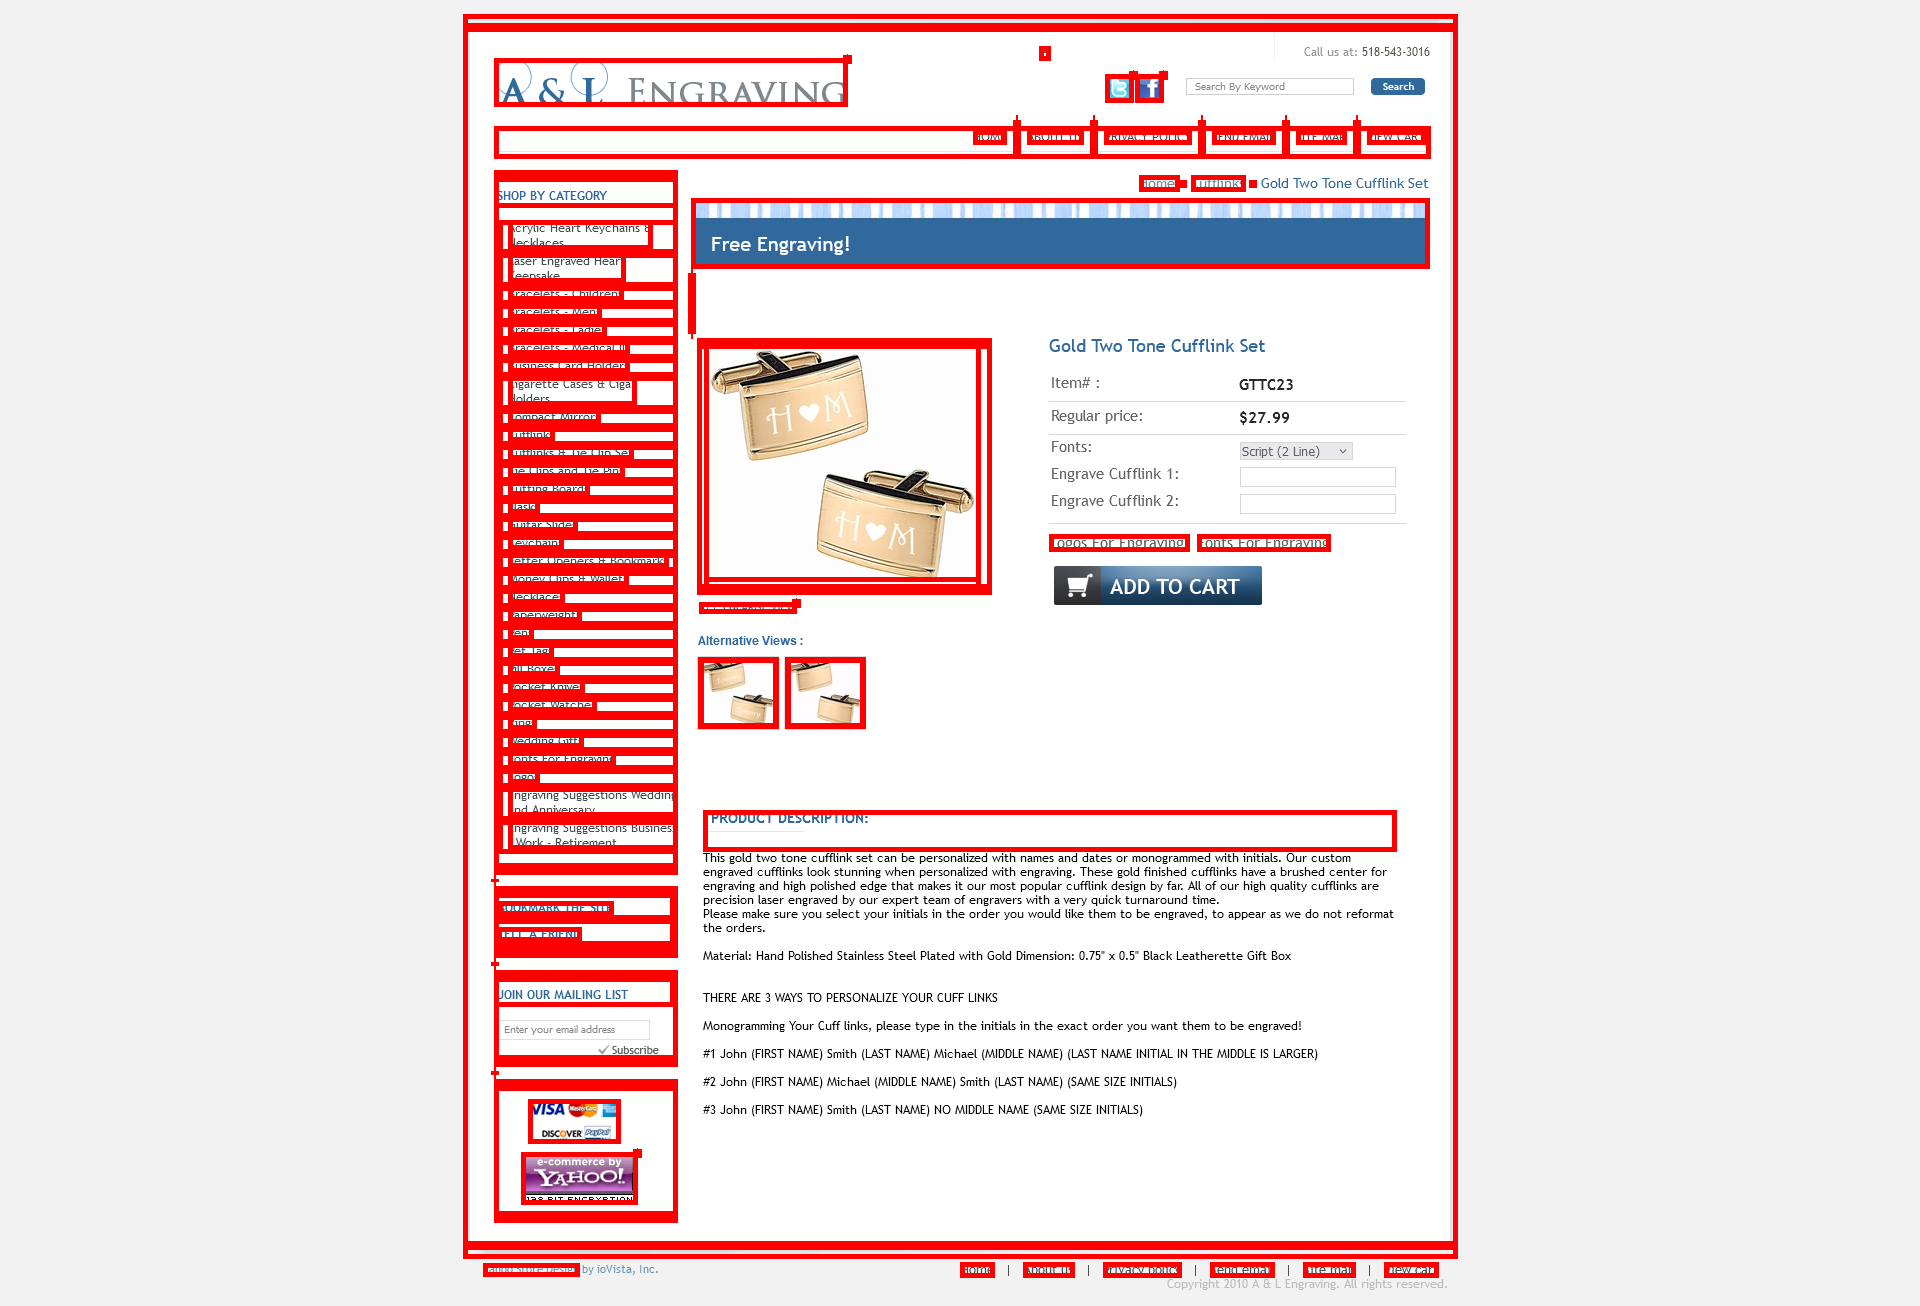 Call us at: 518-543-3016
A & L ENGRAVING
Search By Keyword
Search
HOME
ABOUT US
PRIVACY POLICY
SEND EMAIL
SITE MAP
VIEW CART
Home
Cufflinks
Gold Two Tone Cufflink Set
SHOP BY CATEGORY
Acrylic Heart Keychains &
Necklaces
Laser Engraved Heart
Keepsake
Bracelets - Childrens
Bracelets - Mens
Bracelets - Ladies
Bracelets - Medical ID
Business Card Holders
Cigarette Cases & Cigar
Holders
Compact Mirrors
Cufflinks
Cufflinks & Tie Clip Set
Tie Clips and Tie Pins
Cutting Boards
Flasks
Guitar Slides
Keychains
Letter Openers & Bookmarks
Money Clips & Wallets
Necklaces
Paperweights
Pens
Pet Tags
Pill Boxes
Pocket Knives
Pocket Watches
Rings
Wedding Gifts
Fonts For Engraving
Logos
Engraving Suggestions Wedding
and Anniversary
Engraving Suggestions Business
Work - Retirement
BOOKMARK THE SITE
TELL A FRIEND
JOIN OUR MAILING LIST
Enter your email address
Subscribe
VISA MasterCard
DISCOVER PayPal
e-commerce by
YAHOO!
128 BIT ENCRYPTION
Free Engraving!
H M
H M
Alternative Views :
Gold Two Tone Cufflink Set
Item# : GTTC23
Regular price: $27.99
Fonts: Script (2 Line)
Engrave Cufflink 1:
Engrave Cufflink 2:
Logos For Engraving
Fonts For Engraving
ADD TO CART
PRODUCT DESCRIPTION:
This gold two tone cufflink set can be personalized with names and dates or monogrammed with initials. Our custom
engraved cufflinks look stunning when personalized with engraving. These gold finished cufflinks have a brushed center for
engraving and high polished edge that makes it our most popular cufflink design by far. All of our high quality cufflinks are
precision laser engraved by our expert team of engravers with a very quick turnaround time.
Please make sure you select your initials in the order you would like them to be engraved, to appear as we do not reformat
the orders.
Material: Hand Polished Stainless Steel Plated with Gold Dimension: 0.75" x 0.5" Black Leatherette Gift Box
THERE ARE 3 WAYS TO PERSONALIZE YOUR CUFF LINKS
Monogramming Your Cuff links, please type in the initials in the exact order you want them to be engraved!
#1 John (FIRST NAME) Smith (LAST NAME) Michael (MIDDLE NAME) (LAST NAME INITIAL IN THE MIDDLE IS LARGER)
#2 John (FIRST NAME) Michael (MIDDLE NAME) Smith (LAST NAME) (SAME SIZE INITIALS)
#3 John (FIRST NAME) Smith (LAST NAME) NO MIDDLE NAME (SAME SIZE INITIALS)
Yahoo Store Design by ioVista, Inc.
Home | About us | Privacy policy | Send email | Site map | View cart
Copyright 2010 A & L Engraving. All rights reserved.